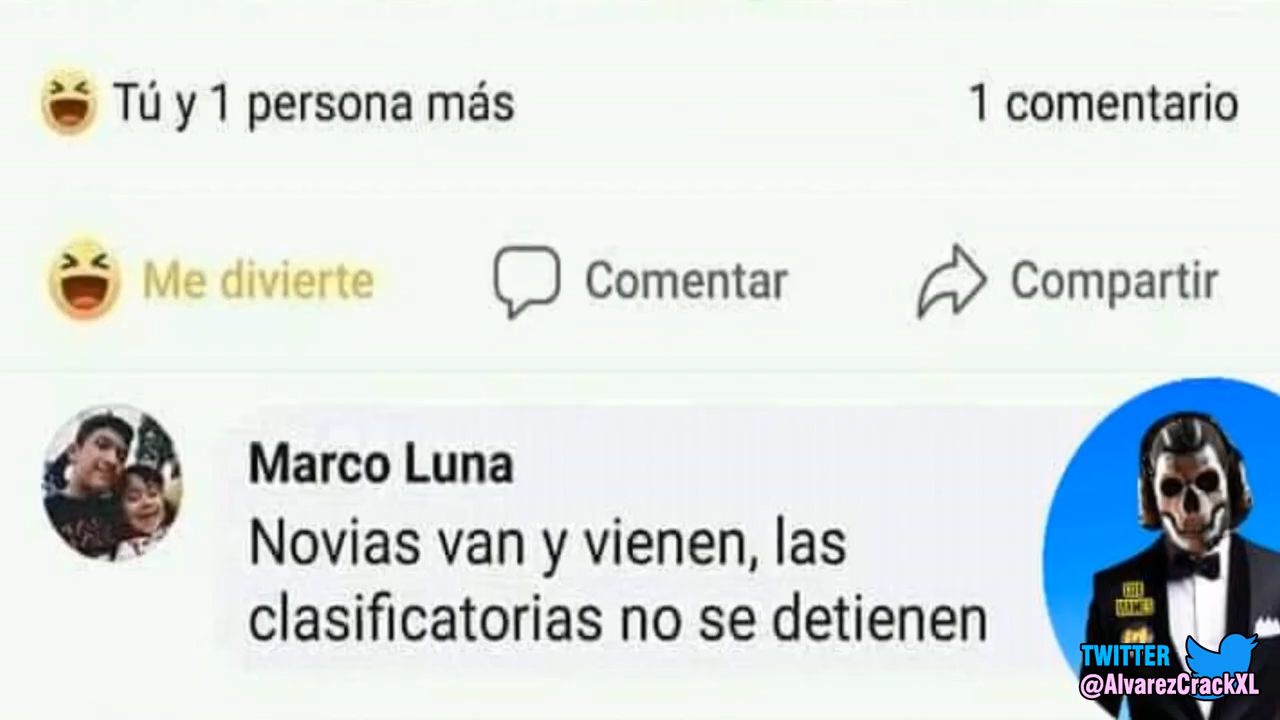 Tú y 1 persona más
1 comentario
Me divierte
Comentar
Compartir
Marco Luna
Novias van y vienen, las
clasificatorias no se detienen
TWITTER
@AlvarezCrackXL